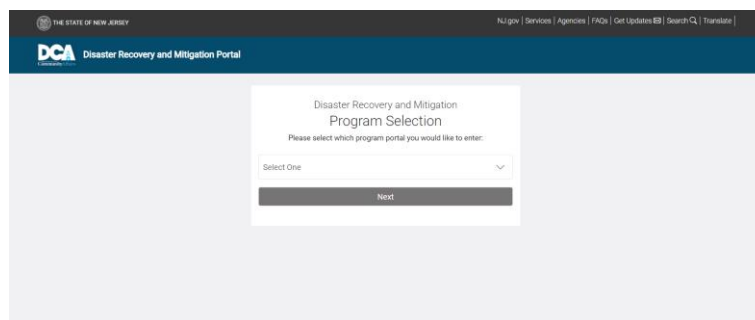 THE STATE OF NEW JERSEY
NJ.gov | Services | Agencies | FAQs | Get Updates | Search | Translate |
DCA Disaster Recovery and Mitigation Portal
Disaster Recovery and Mitigation
Program Selection
Please select which program portal you would like to enter:
Select One
Next